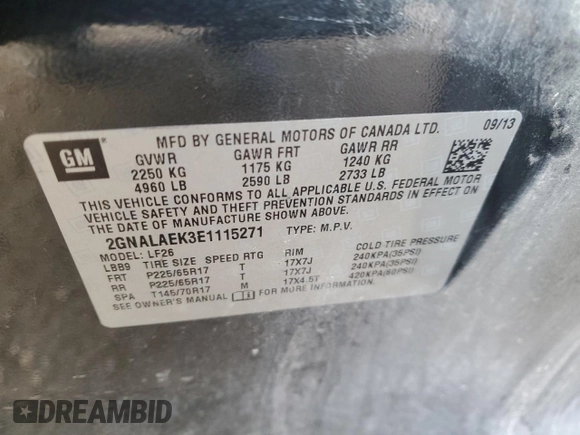 GM
MFD BY GENERAL MOTORS OF CANADA LTD. 09/13
GVWR GAWR FRT GAWR RR
2250 KG 1175 KG 1240 KG
4960 LB 2590 LB 2733 LB
THIS VEHICLE CONFORMS TO ALL APPLICABLE U.S. FEDERAL MOTOR
VEHICLE SAFETY AND THEFT PREVENTION STANDARDS IN EFFECT ON
THE DATE OF MANUFACTURE SHOWN ABOVE.
2GNALAEK3E1115271 TYPE: M.P.V.
MODEL: LF26
LBB9 TIRE SIZE SPEED RTG RIM COLD TIRE PRESSURE
FRT P225/65R17 T 17X7J 240KPA(35PSI)
RR P225/65R17 T 17X7J 240KPA(35PSI)
SPA T145/70R17 M 17X4.5T 420KPA(60PSI)
SEE OWNER'S MANUAL FOR MORE INFORMATION.
DREAMBID